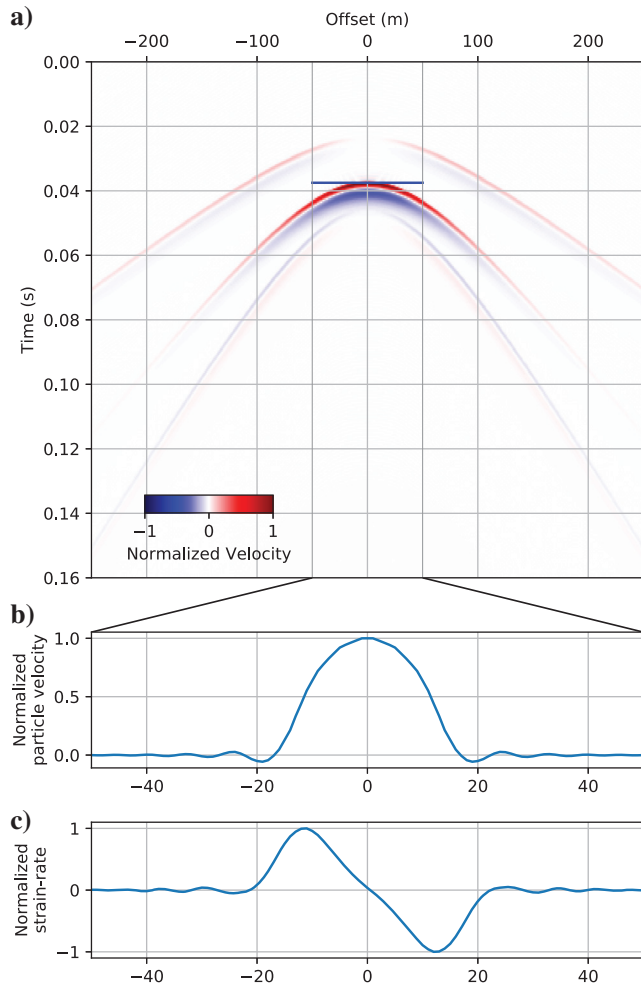 a)
Offset (m)
−200 −100 0 100 200
0.00
0.02
0.04
0.06
0.08
0.10
0.12
0.14
0.16
Time (s)
−1 0 1
Normalized Velocity
b)
Normalized
particle velocity
1.0
0.5
0.0
−40 −20 0 20 40
c)
Normalized
strain-rate
1
0
−1
−40 −20 0 20 40